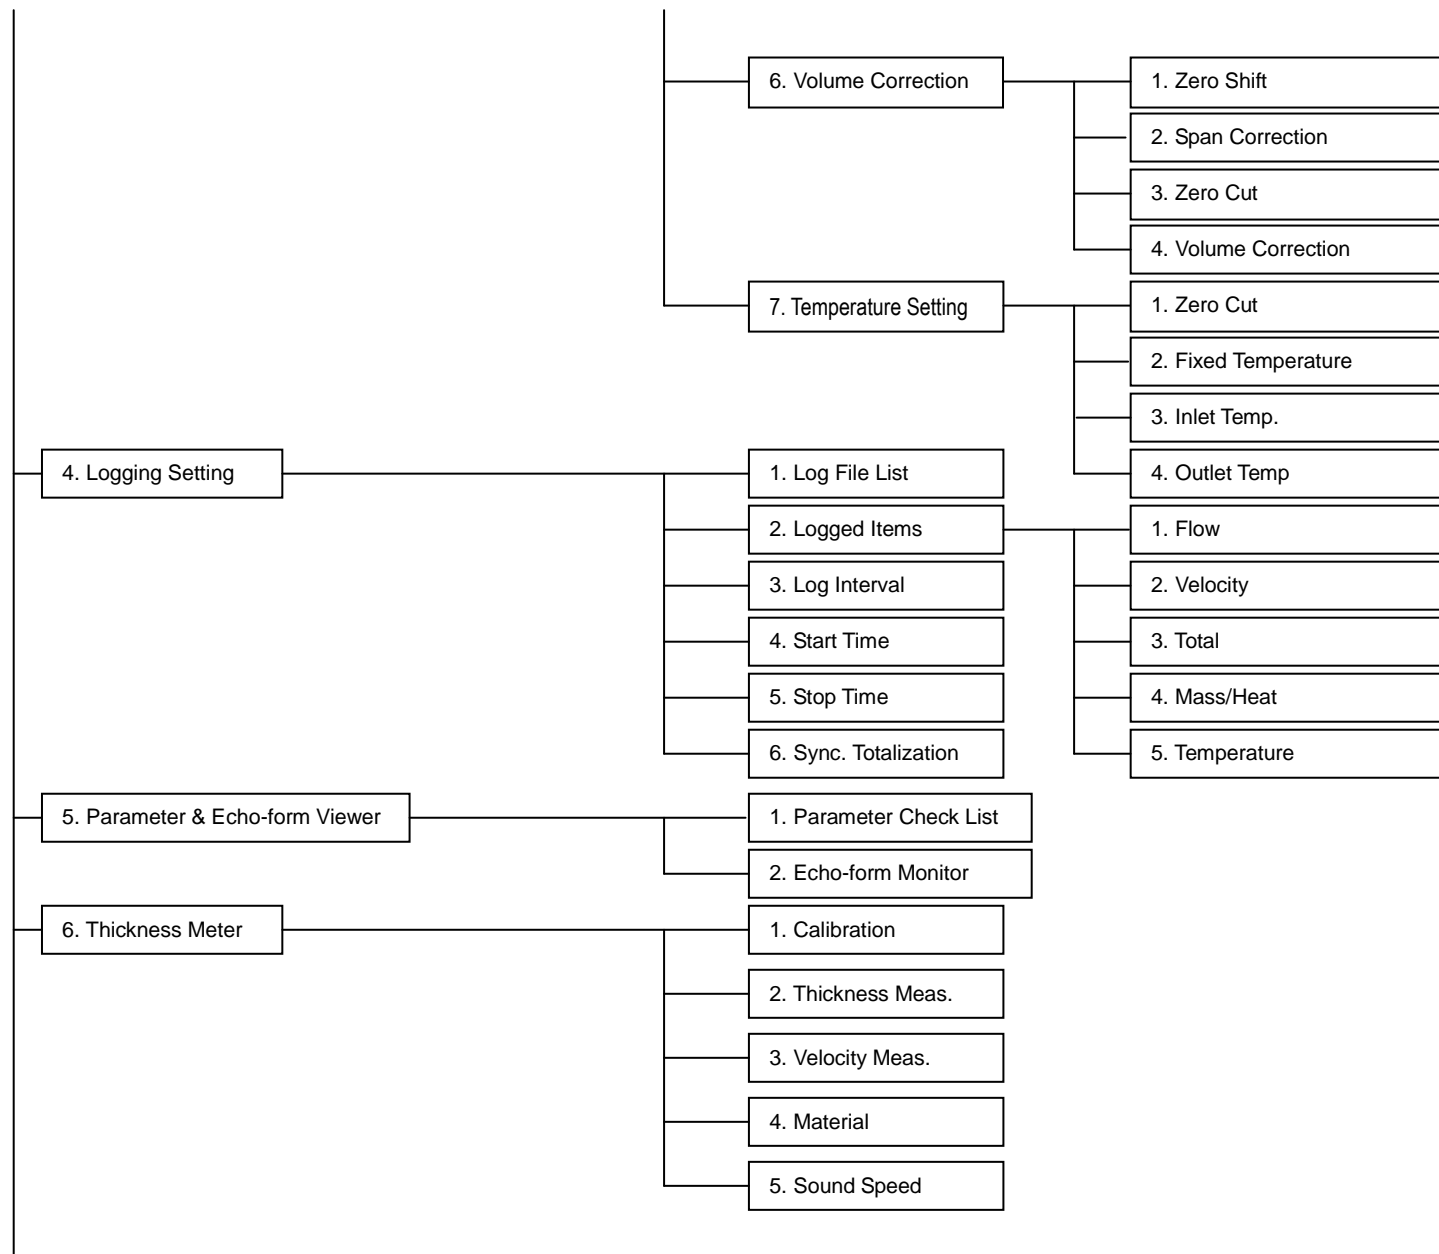 6. Volume Correction
1. Zero Shift
2. Span Correction
3. Zero Cut
4. Volume Correction
7. Temperature Setting
1. Zero Cut
2. Fixed Temperature
3. Inlet Temp.
4. Outlet Temp
4. Logging Setting
1. Log File List
2. Logged Items
1. Flow
2. Velocity
3. Total
4. Mass/Heat
5. Temperature
3. Log Interval
4. Start Time
5. Stop Time
6. Sync. Totalization
5. Parameter & Echo-form Viewer
1. Parameter Check List
2. Echo-form Monitor
6. Thickness Meter
1. Calibration
2. Thickness Meas.
3. Velocity Meas.
4. Material
5. Sound Speed